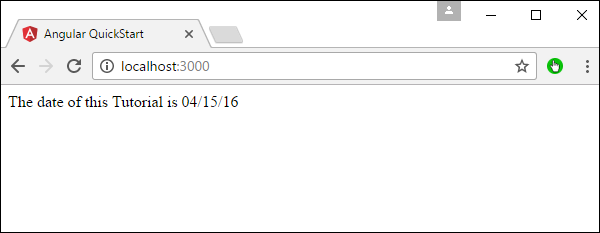 Angular QuickStart
localhost:3000
The date of this Tutorial is 04/15/16